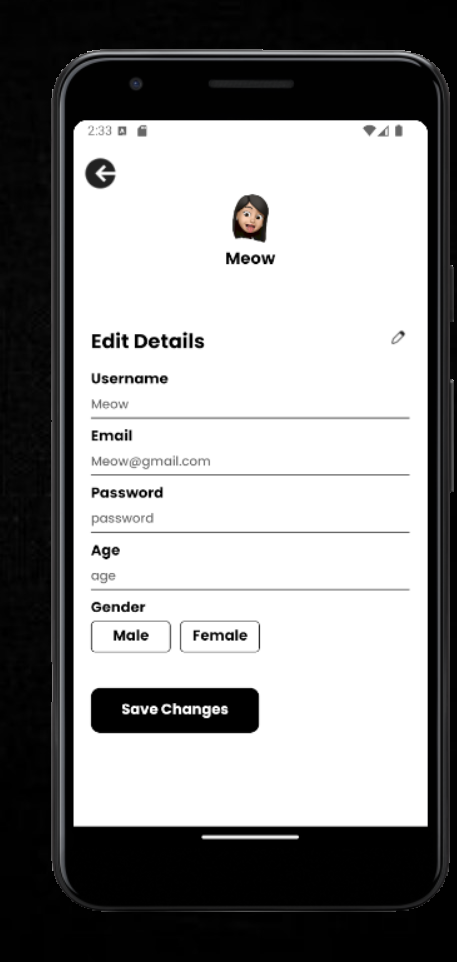 2:33
Meow
Edit Details
Username
Meow
Email
Meow@gmail.com
Password
password
Age
age
Gender
Male Female
Save Changes